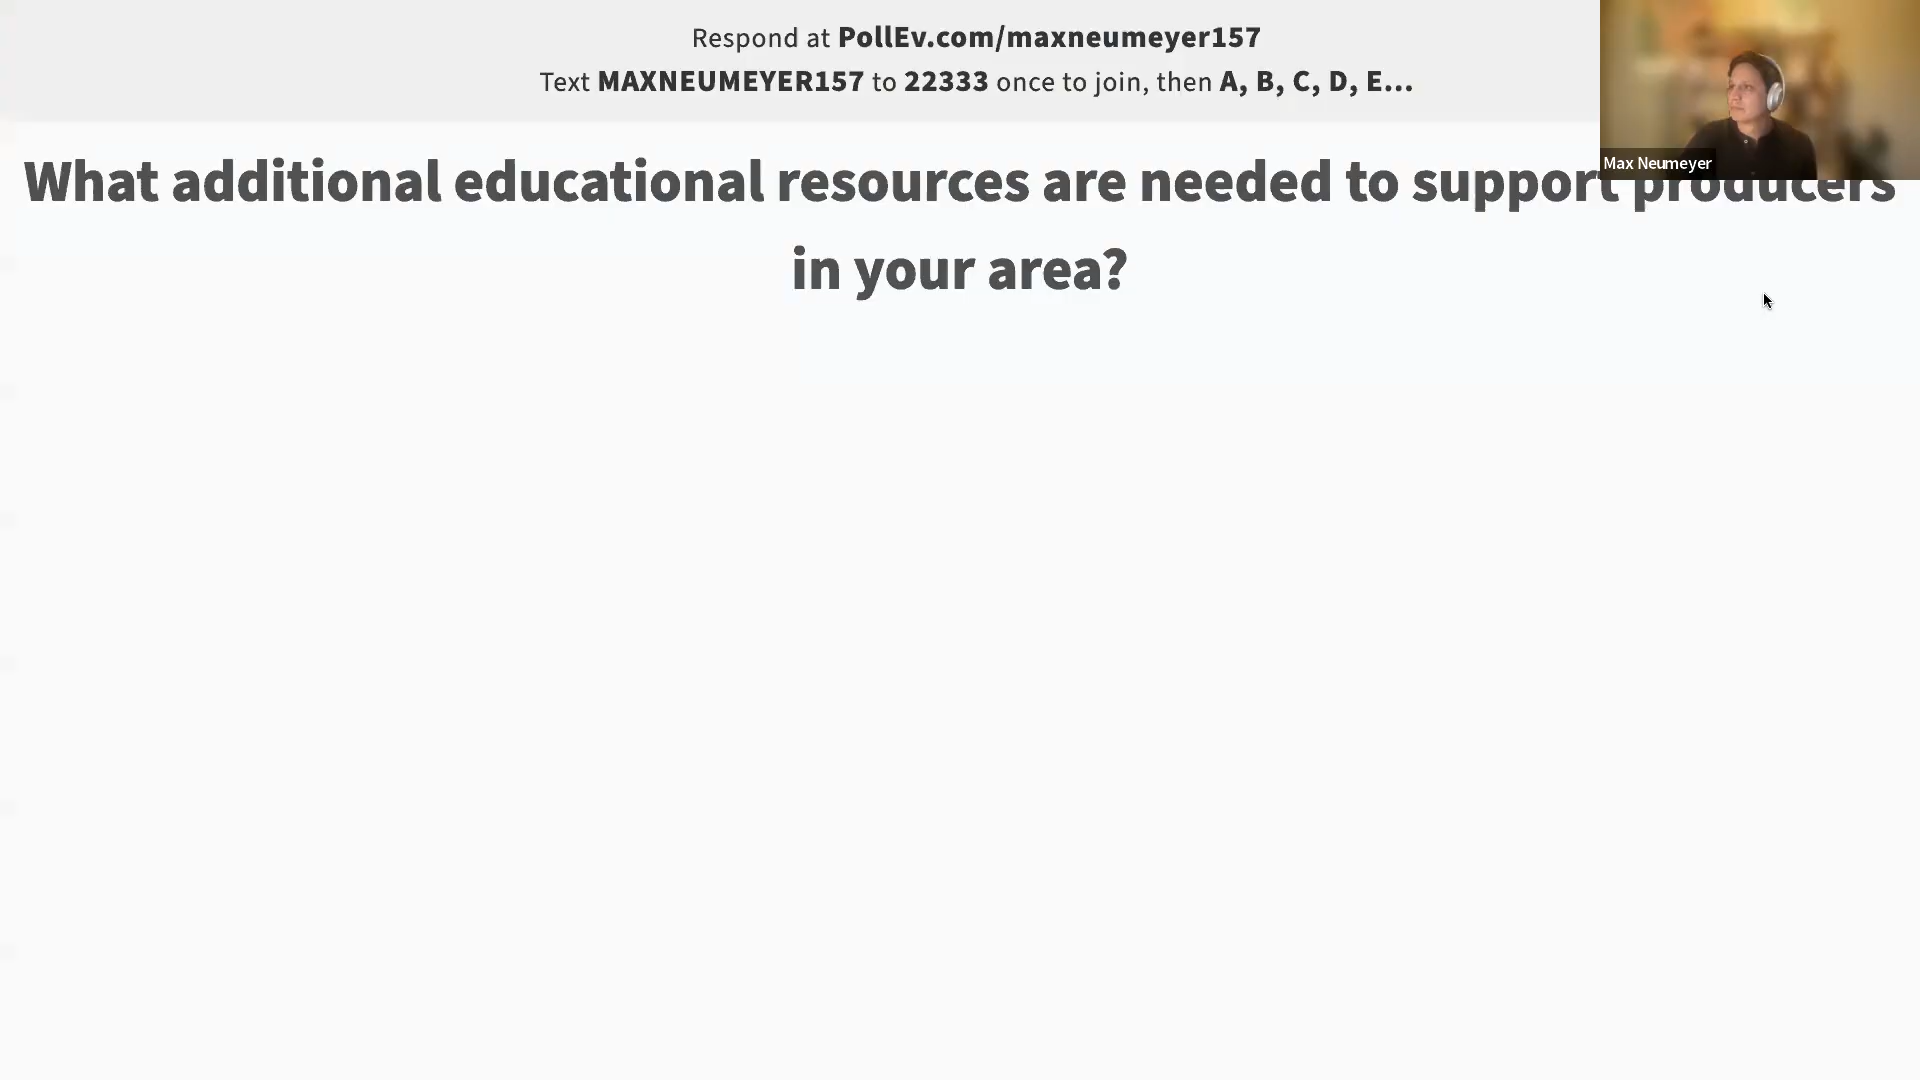 Respond at PollEv.com/maxneumeyer157
Text MAXNEUMEYER157 to 22333 once to join, then A, B, C, D, E...
Max Neumeyer
What additional educational resources are needed to support producers
in your area?